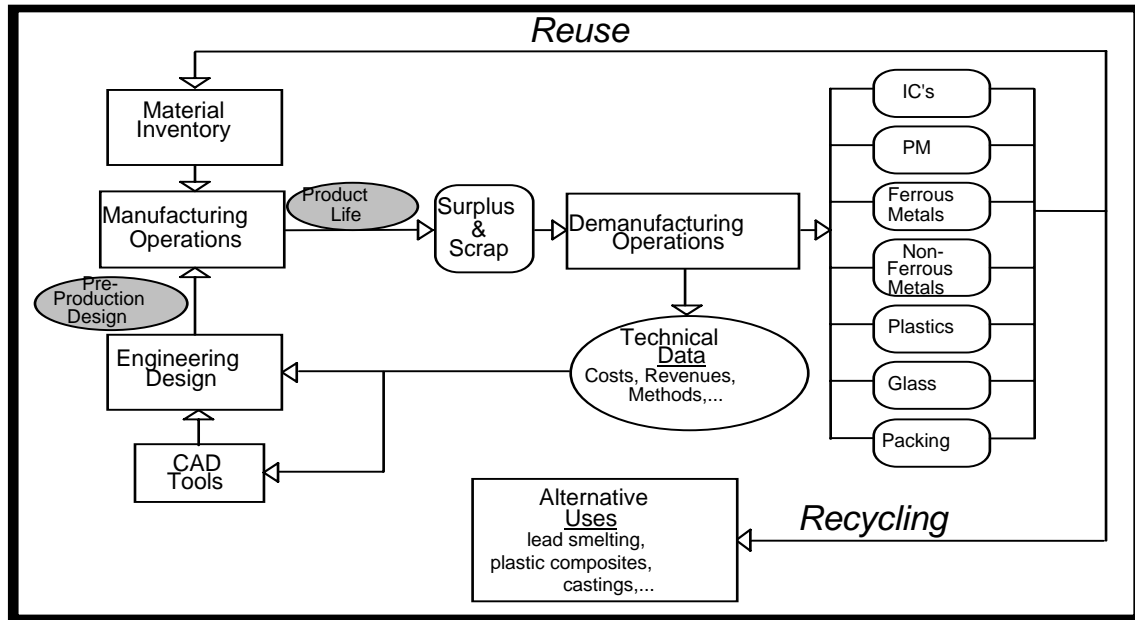 Reuse
Material
Inventory
IC's
PM
Manufacturing
Operations
Product
Life
Surplus
&
Scrap
Demanufacturing
Operations
Ferrous
Metals
Non-
Ferrous
Metals
Pre-
Production
Design
Plastics
Engineering
Design
Technical
Data
Costs, Revenues,
Methods,...
Glass
Packing
CAD
Tools
Alternative
Uses
lead smelting,
plastic composites,
castings,...
Recycling